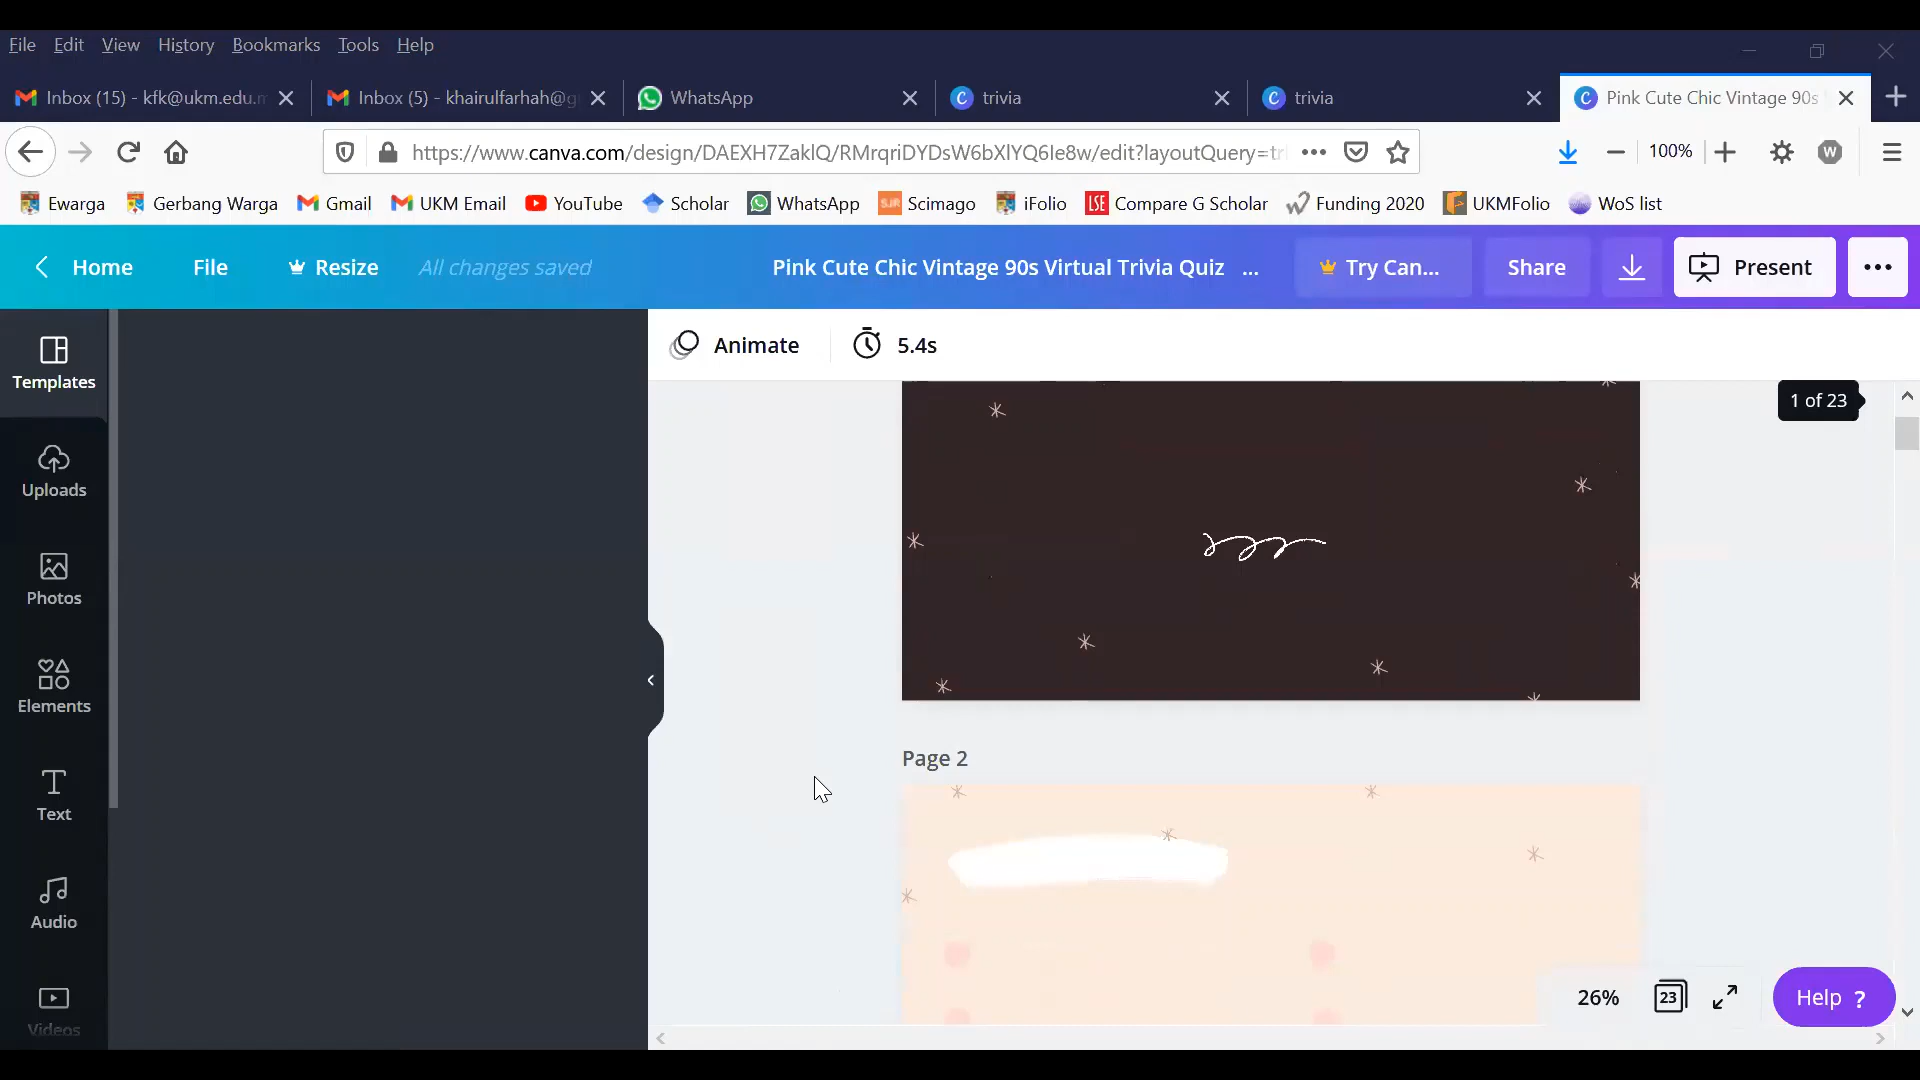 File Edit View History Bookmarks Tools Help
Inbox (15) - kfk@ukm.edu.m Inbox (5) - khairulfarhah@g WhatsApp trivia trivia Pink Cute Chic Vintage 90s
https://www.canva.com/design/DAEXH7ZaklQ/RMrqriDYDsW6bXlYQ6Ie8w/edit?layoutQuery=tri 100% W
Ewarga Gerbang Warga Gmail UKM Email YouTube Scholar WhatsApp SJR Scimago iFolio LSE Compare G Scholar Funding 2020 UKMFolio WoS list
Home File Resize All changes saved Pink Cute Chic Vintage 90s Virtual Trivia Quiz ... Try Can... Share Present
Animate 5.4s
1 of 23
Templates
Uploads
Photos
Elements
Text
Audio
Videos
Page 2
26% 23 Help ?